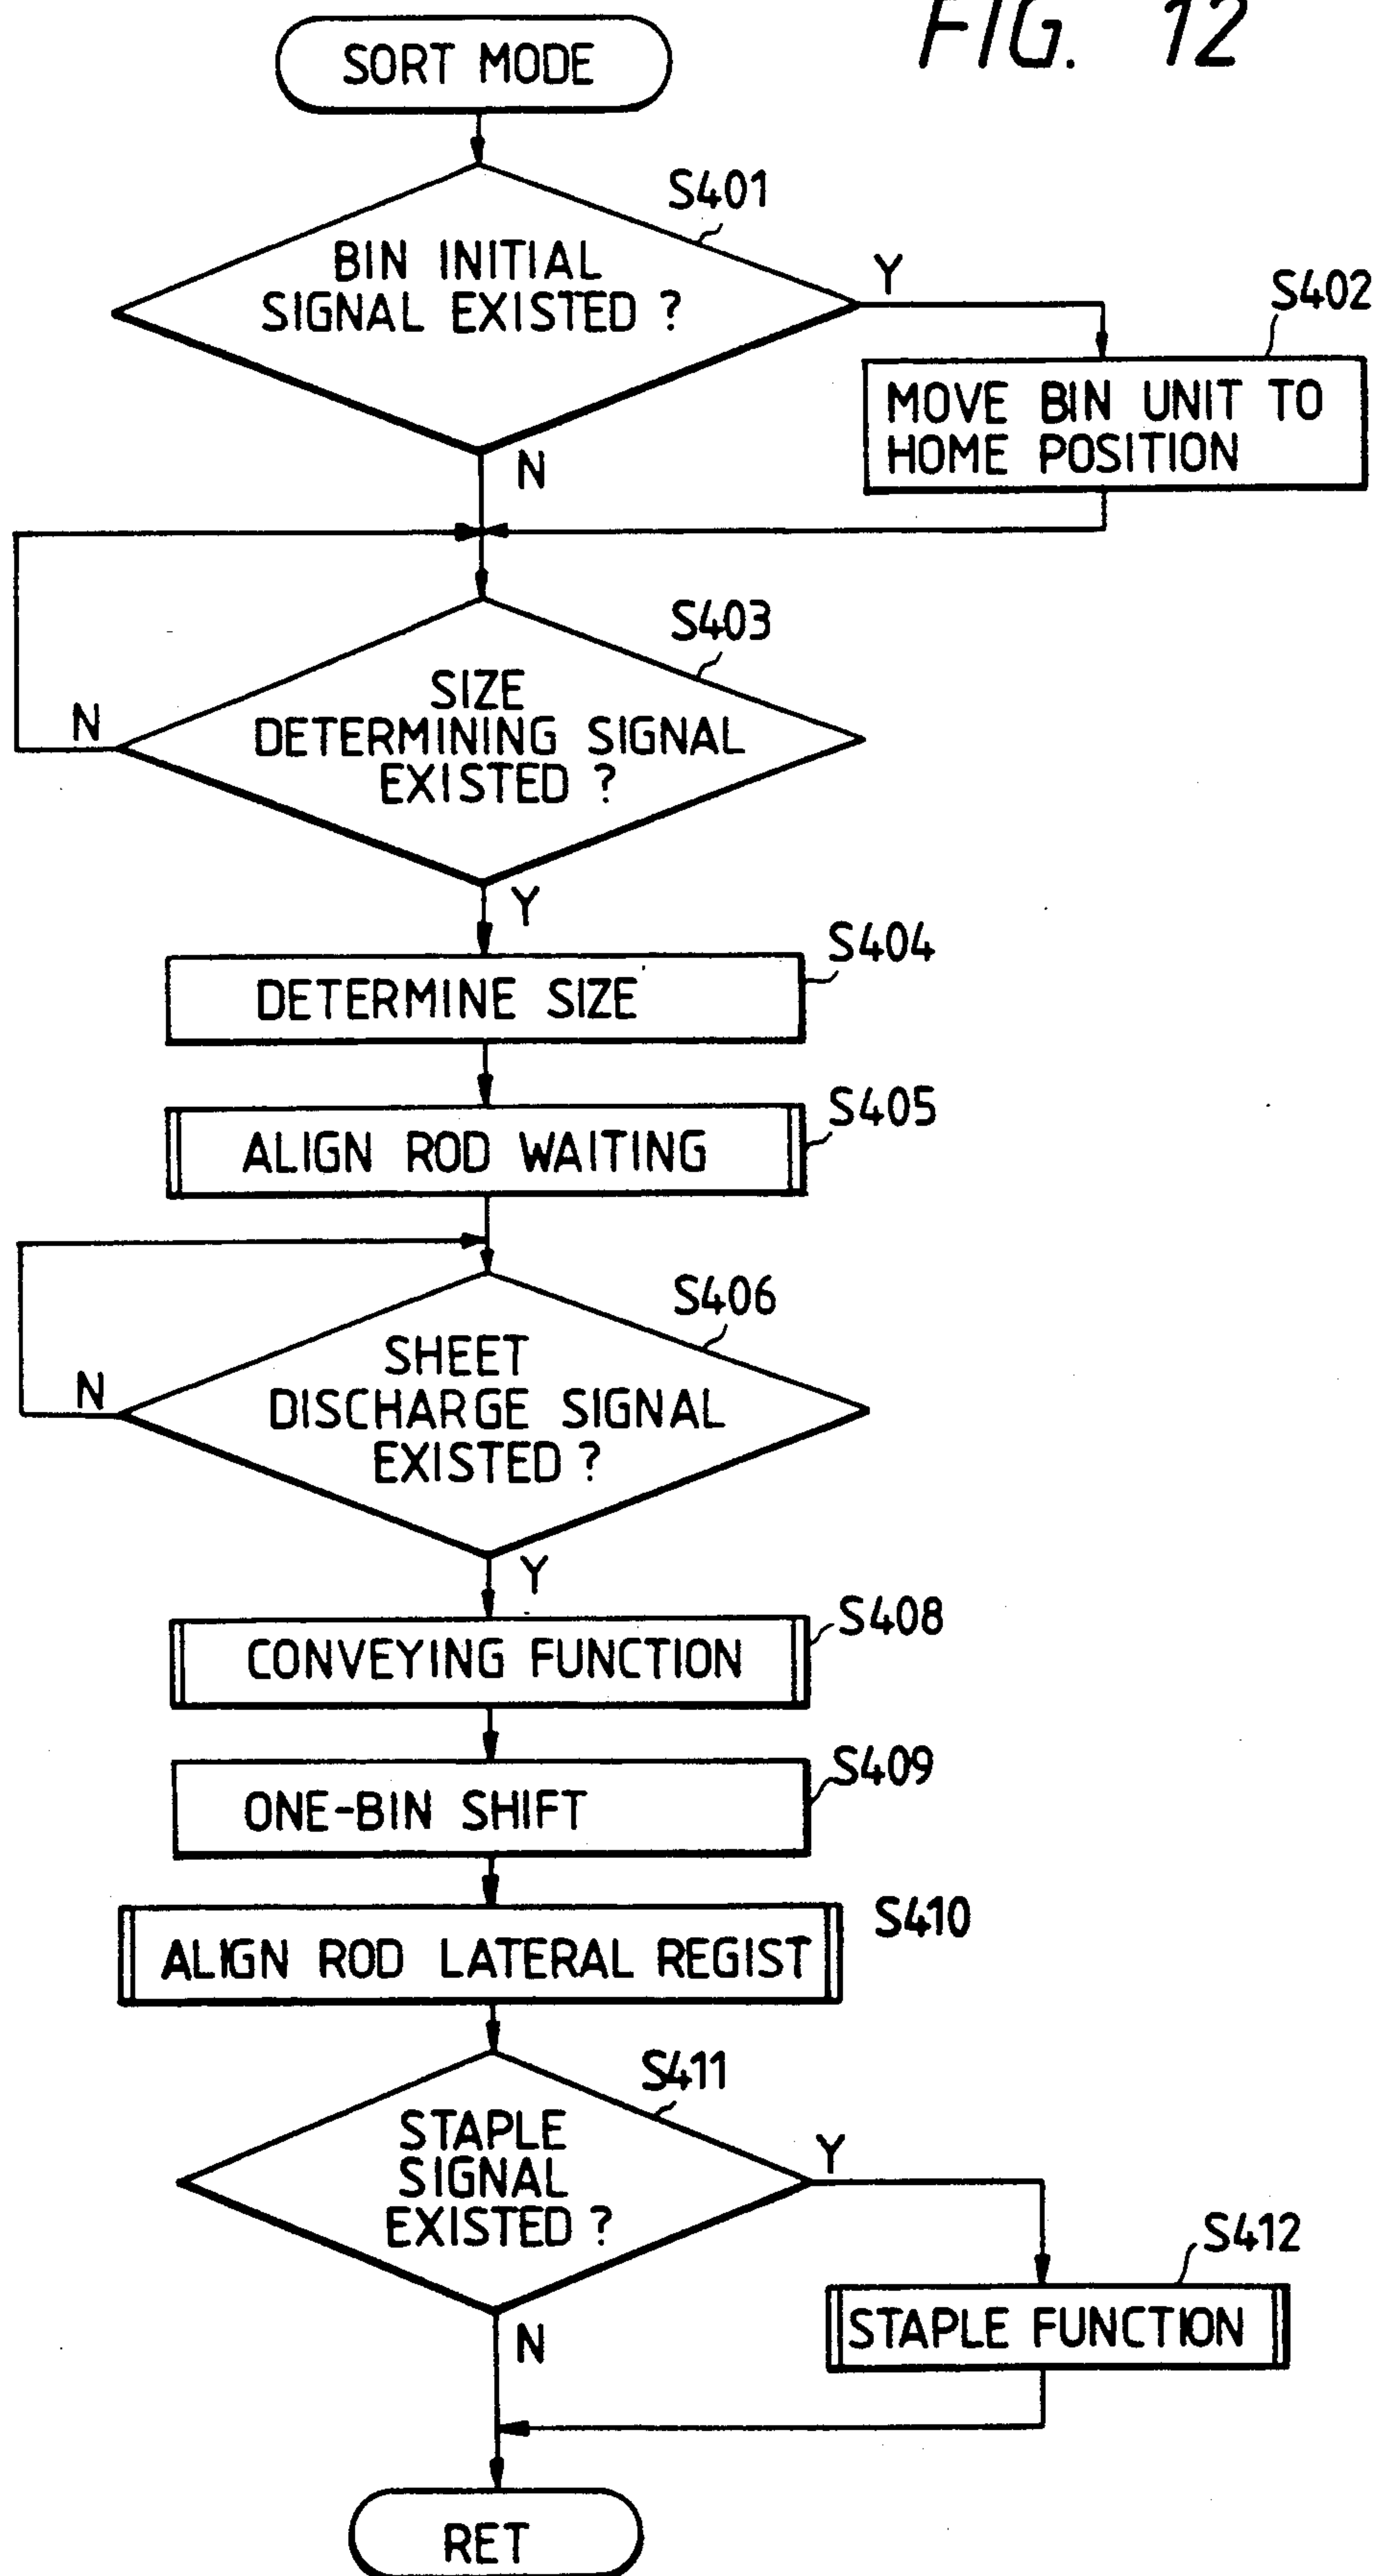 FIG. 12
SORT MODE
S401
BIN INITIAL
SIGNAL EXISTED ?
Y
S402
MOVE BIN UNIT TO
HOME POSITION
N
S403
SIZE
DETERMINING SIGNAL
EXISTED ?
N
Y
S404
DETERMINE SIZE
S405
ALIGN ROD WAITING
S406
SHEET
DISCHARGE SIGNAL
EXISTED ?
N
Y
S408
CONVEYING FUNCTION
S409
ONE-BIN SHIFT
S410
ALIGN ROD LATERAL REGIST
S411
STAPLE
SIGNAL
EXISTED ?
Y
S412
STAPLE FUNCTION
N
RET